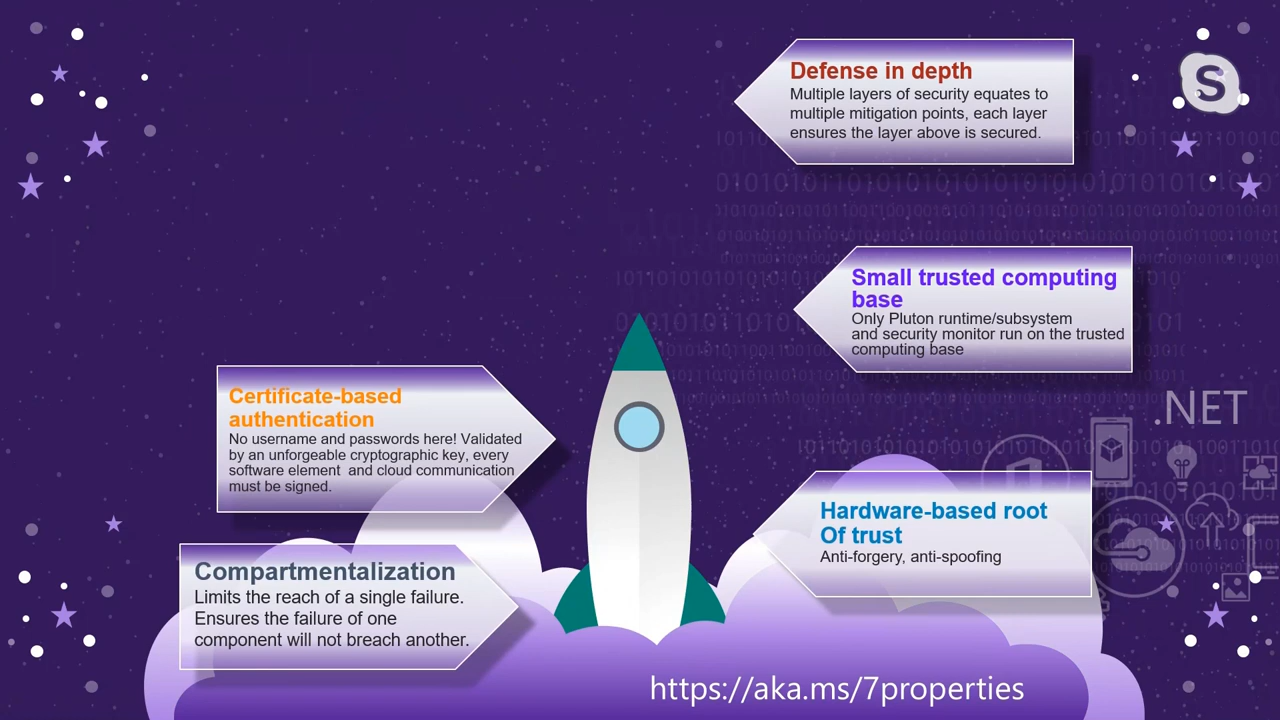 Defense in depth
Multiple layers of security equates to
multiple mitigation points, each layer
ensures the layer above is secured.
S
Small trusted computing
base
Only Pluton runtime/subsystem
and security monitor run on the trusted
computing base
Certificate-based
authentication
No username and passwords here! Validated
by an unforgeable cryptographic key, every
software element  and cloud communication
must be signed.
.NET
Hardware-based root
Of trust
Anti-forgery, anti-spoofing
Compartmentalization
Limits the reach of a single failure.
Ensures the failure of one
component will not breach another.
https://aka.ms/7properties